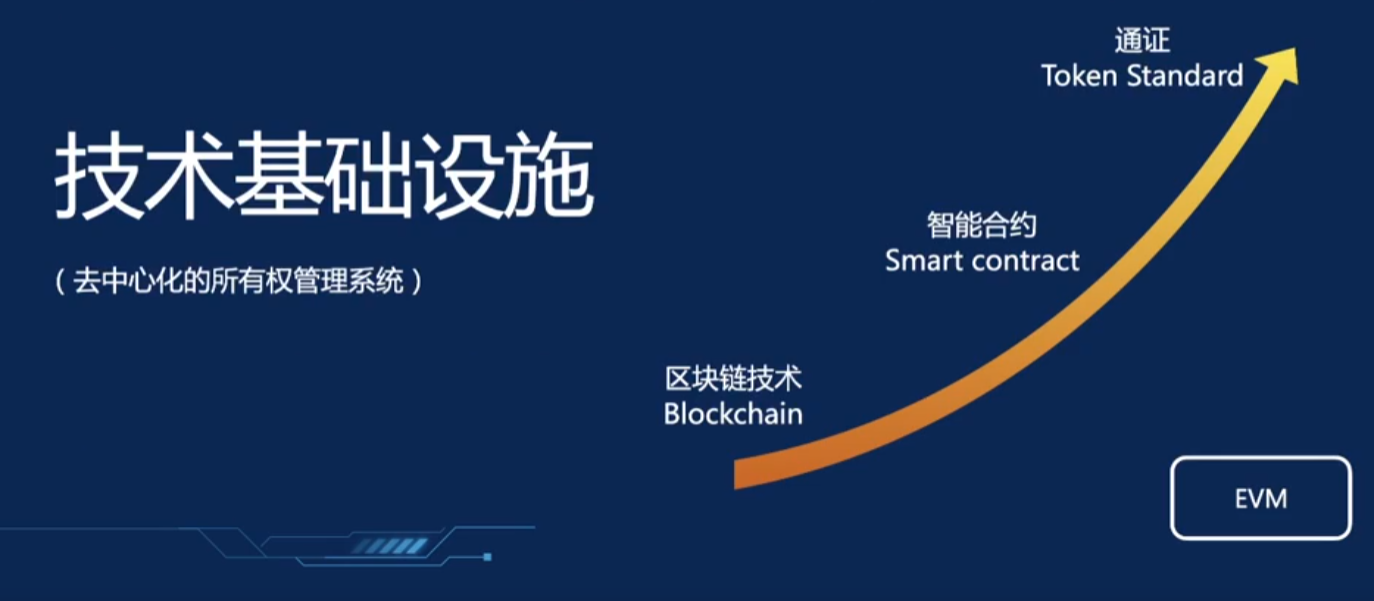 技术基础设施
（去中心化的所有权管理系统）
通证
Token Standard
智能合约
Smart contract
区块链技术
Blockchain
EVM